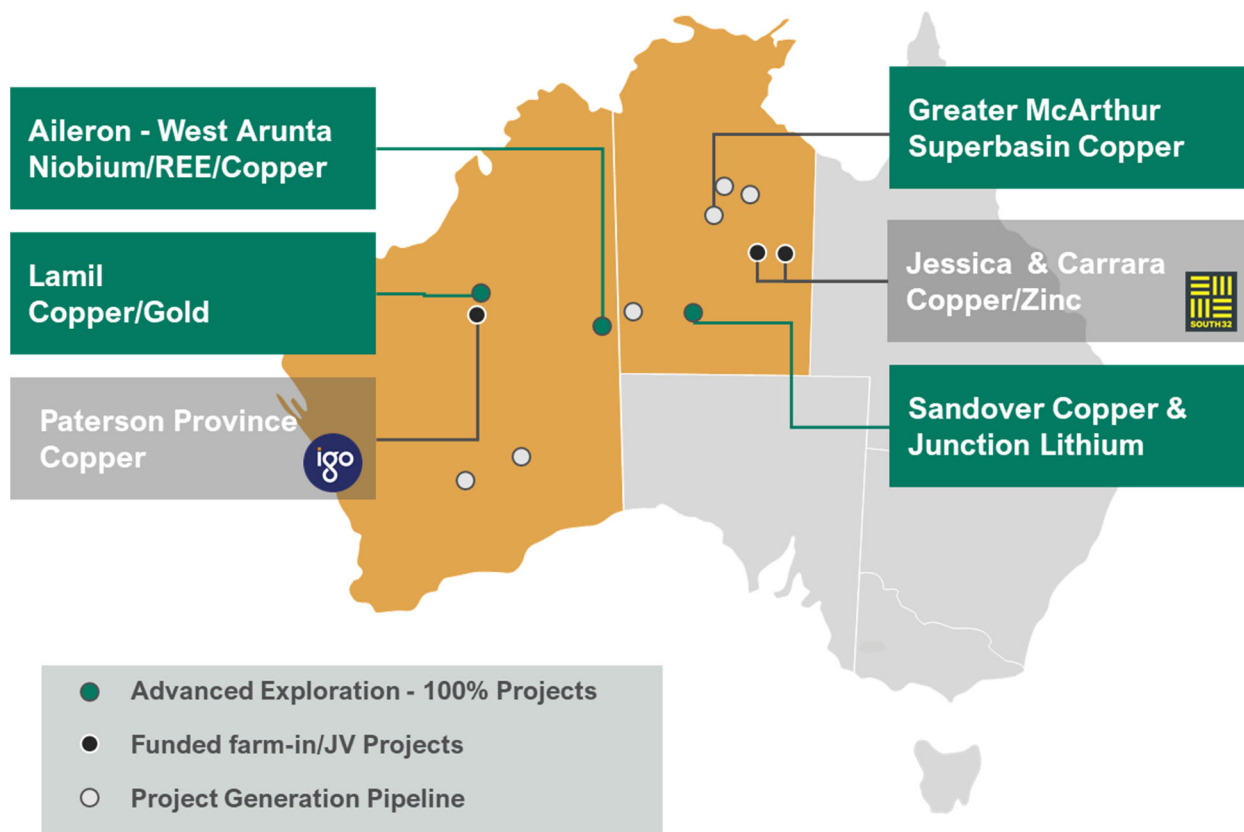 Aileron - West Arunta
Niobium/REE/Copper
Lamil
Copper/Gold
Paterson Province
Copper
igo
Greater McArthur
Superbasin Copper
Jessica & Carrara
Copper/Zinc
SOUTH32
Sandover Copper &
Junction Lithium
Advanced Exploration - 100% Projects
Funded farm-in/JV Projects
Project Generation Pipeline